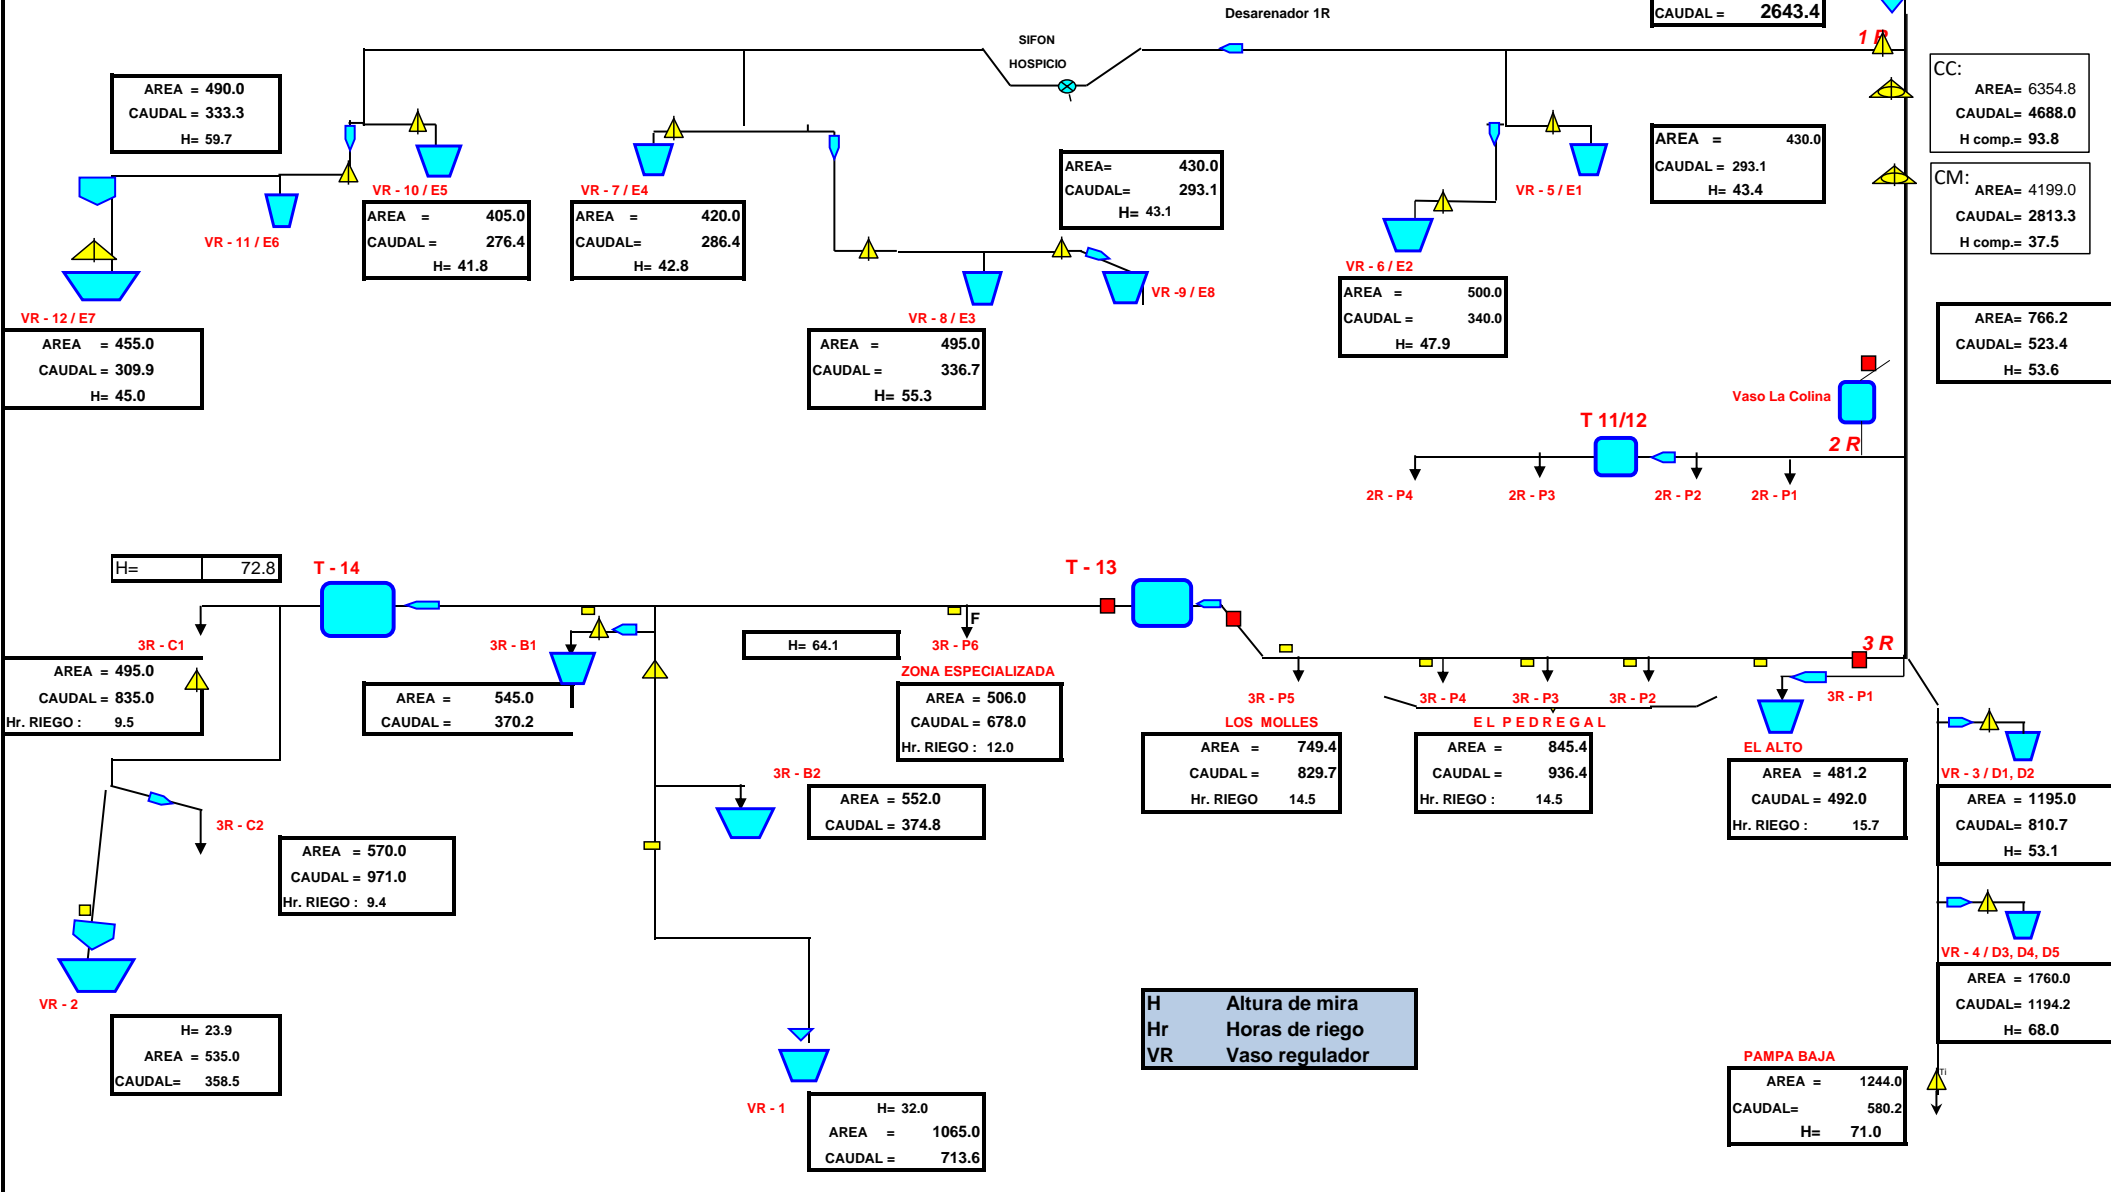 Desarenador 1R
CAUDAL = 2643.4
1 R
SIFON
HOSPICIO
CC:
AREA= 6354.8
CAUDAL= 4688.0
H comp.= 93.8
CM:
AREA= 4199.0
CAUDAL= 2813.3
H comp.= 37.5
AREA = 490.0
CAUDAL = 333.3
H= 59.7
AREA = 430.0
CAUDAL = 293.1
H= 43.4
AREA= 430.0
CAUDAL= 293.1
H= 43.1
VR - 10 / E5
AREA = 405.0
CAUDAL = 276.4
H= 41.8
VR - 7 / E4
AREA = 420.0
CAUDAL= 286.4
H= 42.8
VR - 5 / E1
VR - 11 / E6
VR - 6 / E2
AREA = 500.0
CAUDAL = 340.0
H= 47.9
VR -9 / E8
VR - 12 / E7
AREA = 455.0
CAUDAL = 309.9
H= 45.0
VR - 8 / E3
AREA = 495.0
CAUDAL = 336.7
H= 55.3
AREA= 766.2
CAUDAL= 523.4
H= 53.6
Vaso La Colina
T 11/12
2 R
2R - P4
2R - P3
2R - P2
2R - P1
H= 72.8
T - 14
T - 13
3R - C1
AREA = 495.0
CAUDAL = 835.0
Hr. RIEGO : 9.5
3R - B1
AREA = 545.0
CAUDAL = 370.2
H= 64.1
F
3R - P6
ZONA ESPECIALIZADA
AREA = 506.0
CAUDAL = 678.0
Hr. RIEGO : 12.0
3 R
3R - P5
LOS MOLLES
AREA = 749.4
CAUDAL = 829.7
Hr. RIEGO 14.5
3R - P4
3R - P3
3R - P2
EL PEDREGAL
AREA = 845.4
CAUDAL = 936.4
Hr. RIEGO : 14.5
3R - P1
EL ALTO
AREA = 481.2
CAUDAL = 492.0
Hr. RIEGO : 15.7
VR - 3 / D1, D2
AREA = 1195.0
CAUDAL= 810.7
H= 53.1
3R - B2
AREA = 552.0
CAUDAL = 374.8
3R - C2
AREA = 570.0
CAUDAL = 971.0
Hr. RIEGO : 9.4
VR - 4 / D3, D4, D5
AREA = 1760.0
CAUDAL= 1194.2
H= 68.0
VR - 2
H= 23.9
AREA = 535.0
CAUDAL= 358.5
H Altura de mira
Hr Horas de riego
VR Vaso regulador
VR - 1
H= 32.0
AREA = 1065.0
CAUDAL = 713.6
PAMPA BAJA
AREA = 1244.0
CAUDAL= 580.2
H= 71.0